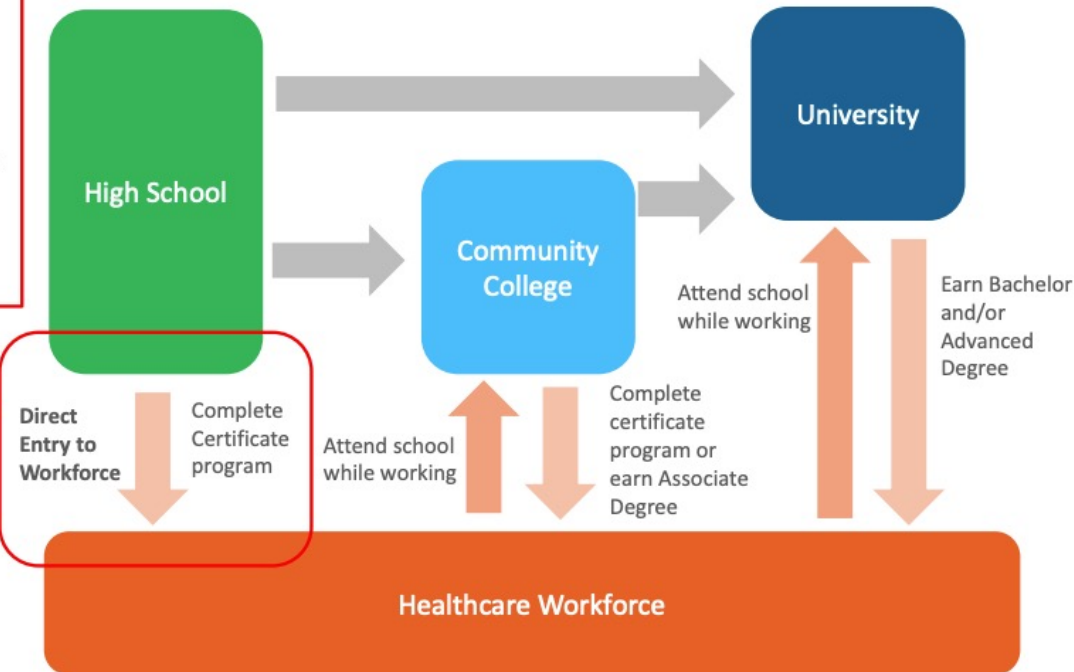 High School
University
Community
College
Attend school
while working
Earn Bachelor
and/or
Advanced
Degree
Direct
Entry to
Workforce
Complete
Certificate
program
Attend school
while working
Complete
certificate
program or
earn Associate
Degree
Healthcare Workforce